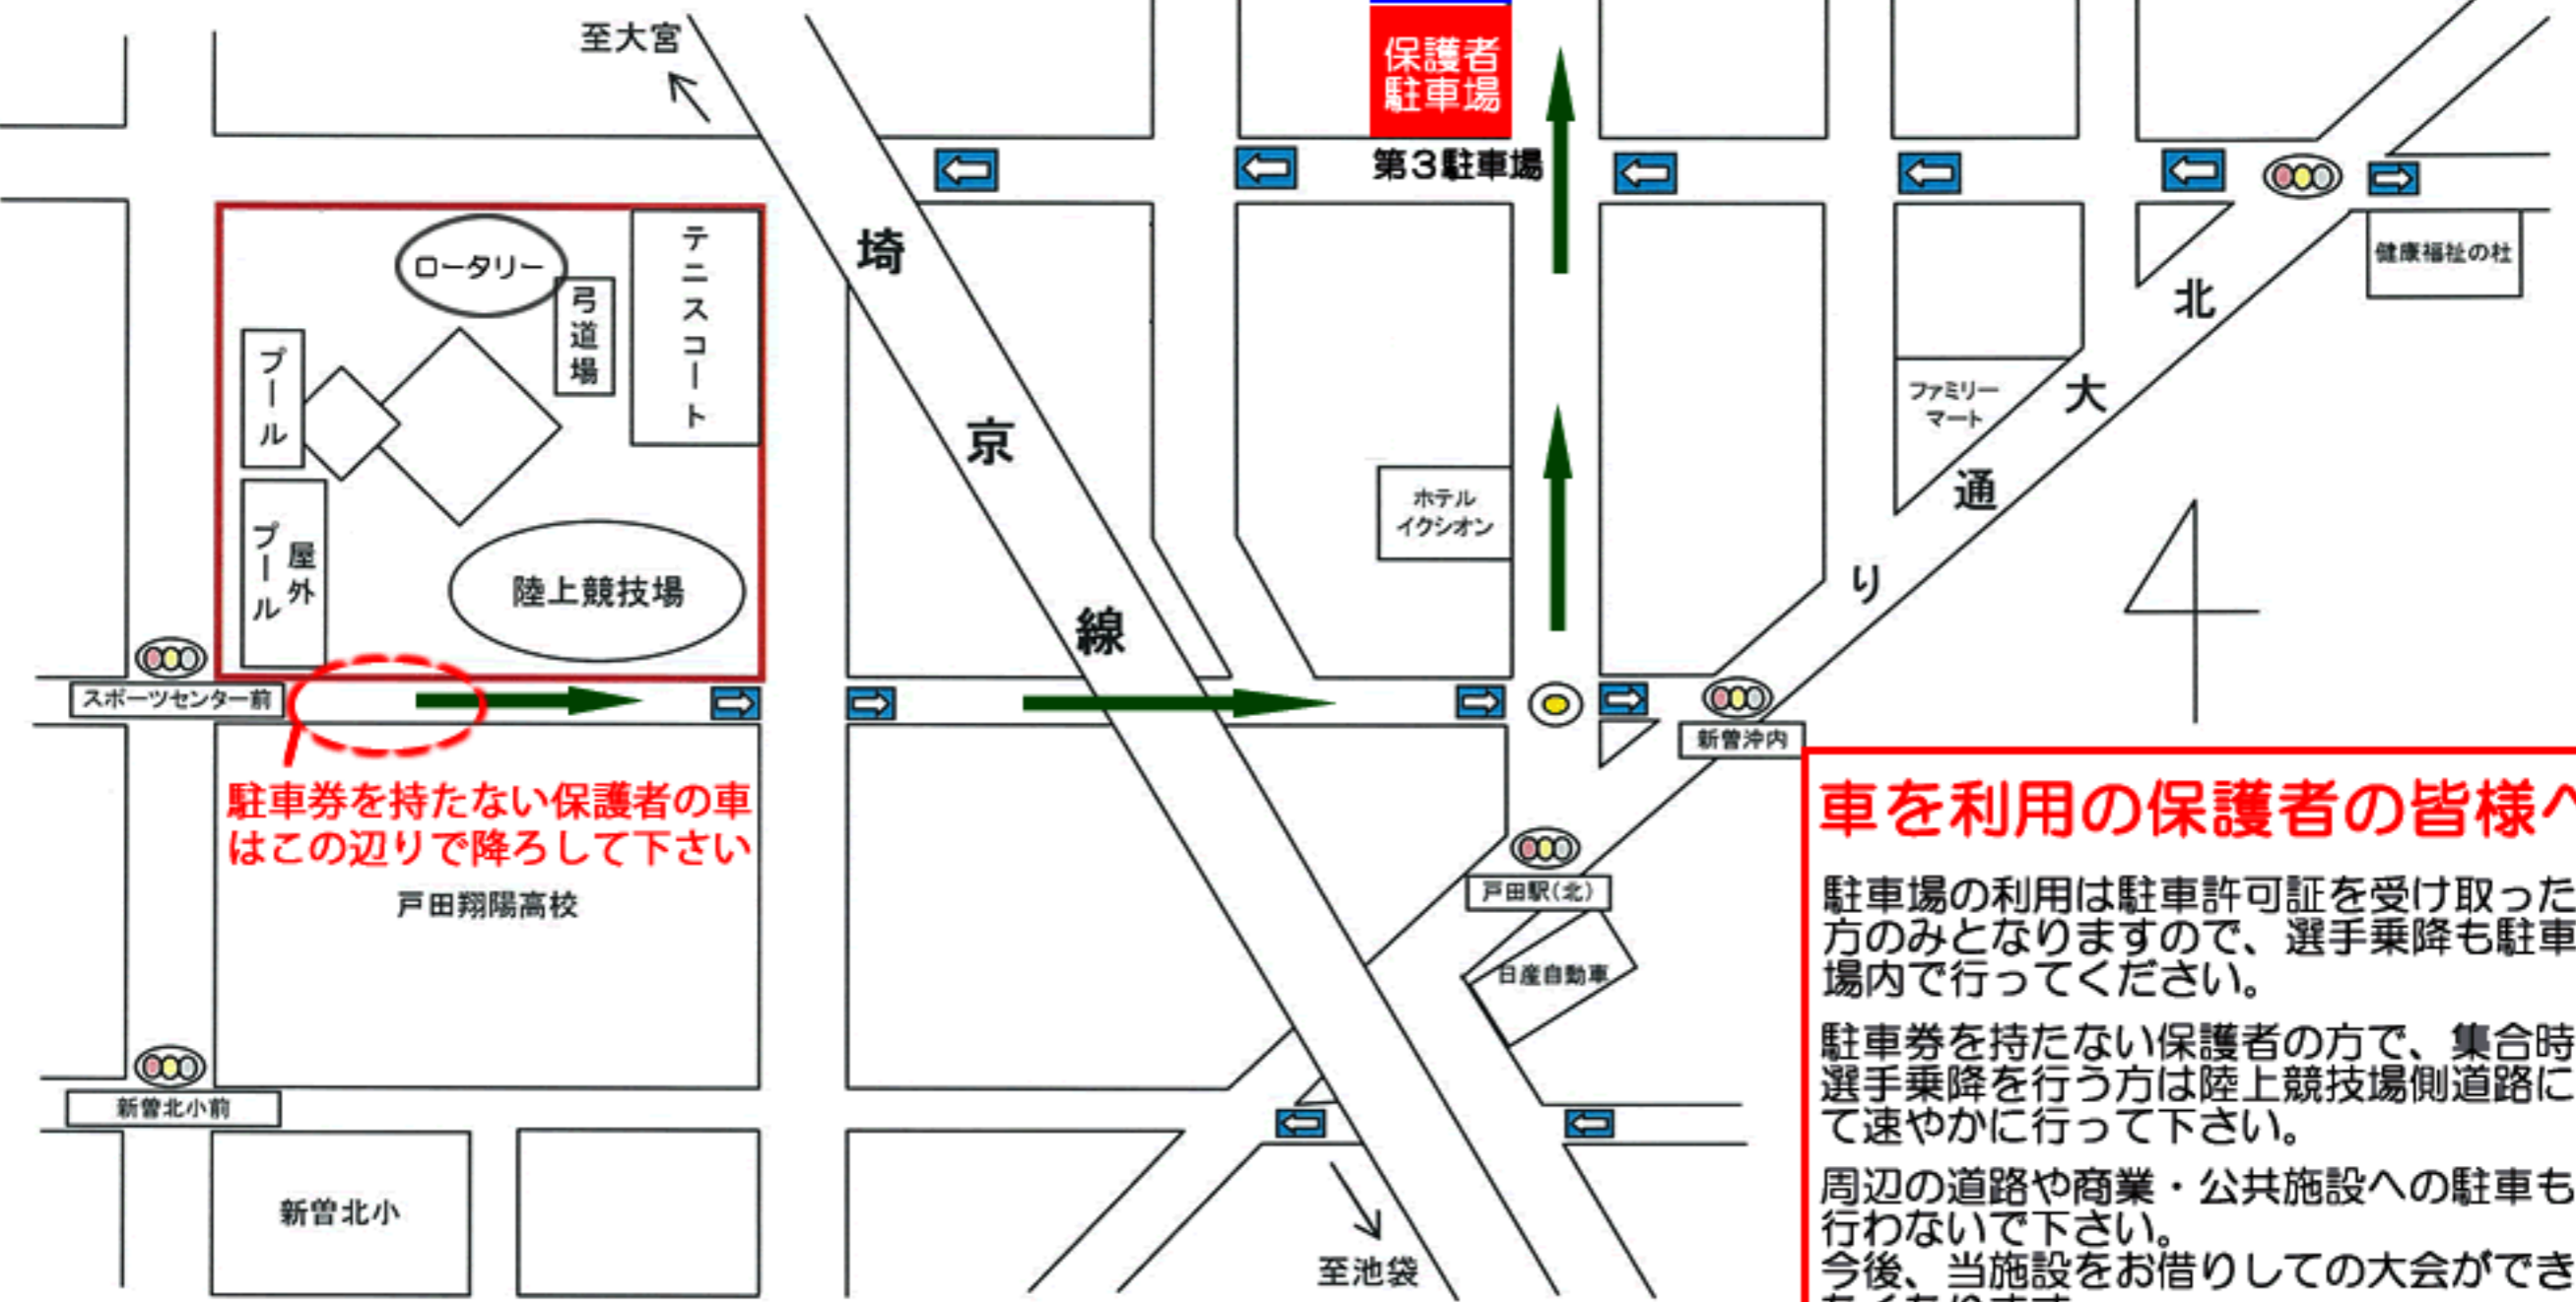 至大宮
保護者
駐車場
第3駐車場
ロータリー
テニスコート
弓道場
プール
屋外
プール
陸上競技場
埼京線
健康福祉の杜
北大通り
ファミリー
マート
ホテル
イクシオン
スポーツセンター前
新曽沖内
駐車券を持たない保護者の車
はこの辺りで降ろして下さい
戸田翔陽高校
戸田駅(北)
日産自動車
新曽北小前
新曽北小
至池袋
車を利用の保護者の皆様へ
駐車場の利用は駐車許可証を受け取った
方のみとなりますので、選手乗降も駐車
場内で行ってください。
駐車券を持たない保護者の方で、集合時
選手乗降を行う方は陸上競技場側道路に
て速やかに行って下さい。
周辺の道路や商業・公共施設への駐車も
行わないで下さい。
今後、当施設をお借りしての大会ができ